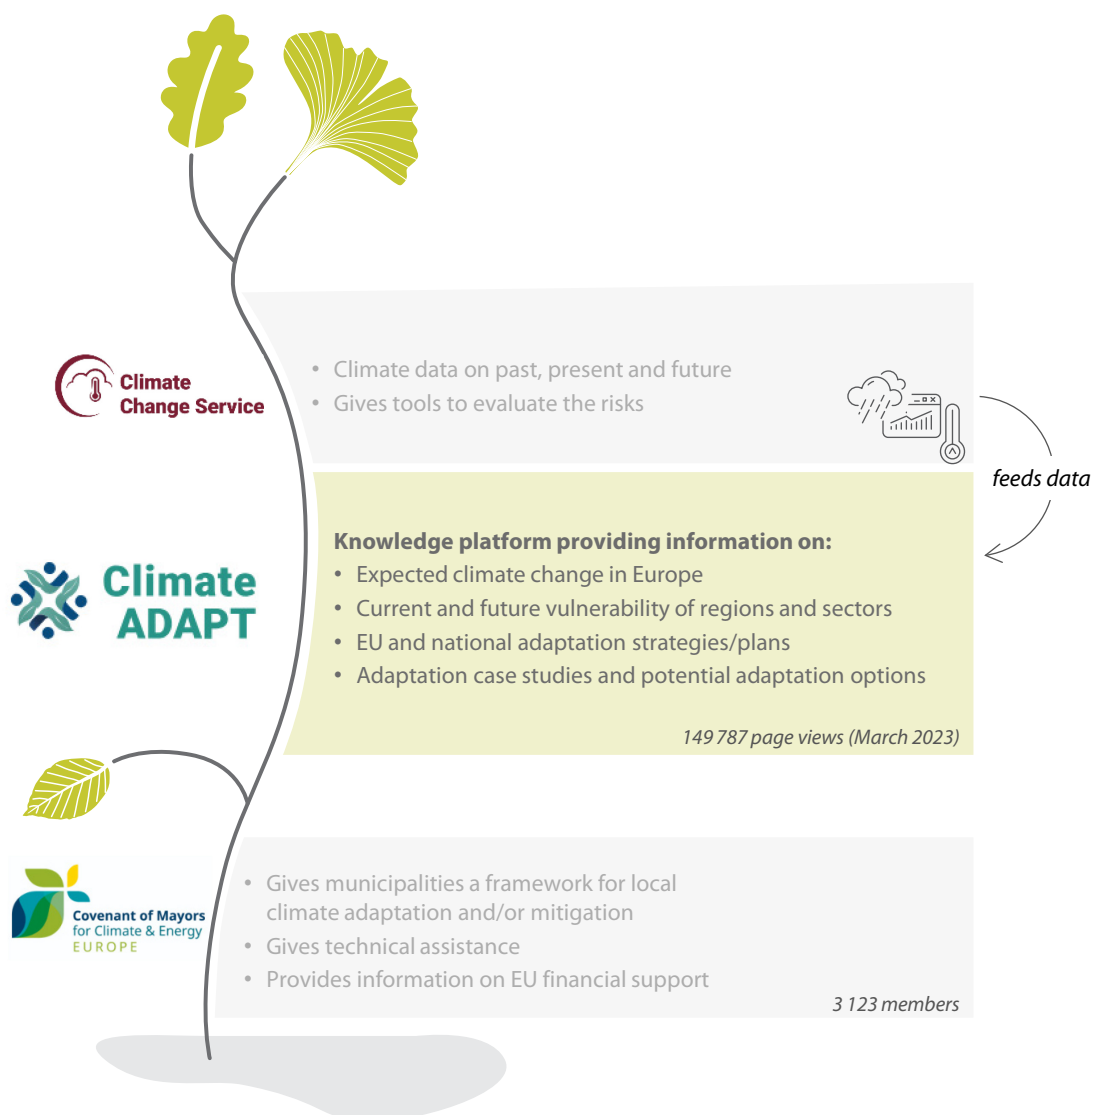 Climate
Change Service
• Climate data on past, present and future
• Gives tools to evaluate the risks
feeds data
Climate
ADAPT
Knowledge platform providing information on:
• Expected climate change in Europe
• Current and future vulnerability of regions and sectors
• EU and national adaptation strategies/plans
• Adaptation case studies and potential adaptation options
149 787 page views (March 2023)
Covenant of Mayors
for Climate & Energy
EUROPE
• Gives municipalities a framework for local
climate adaptation and/or mitigation
• Gives technical assistance
• Provides information on EU financial support
3 123 members